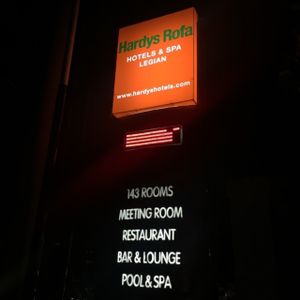 Hardys Rofa
HOTELS & SPA
LEGIAN
www.hardyshotels.com
143 ROOMS
MEETING ROOM
RESTAURANT
BAR & LOUNGE
POOL & SPA